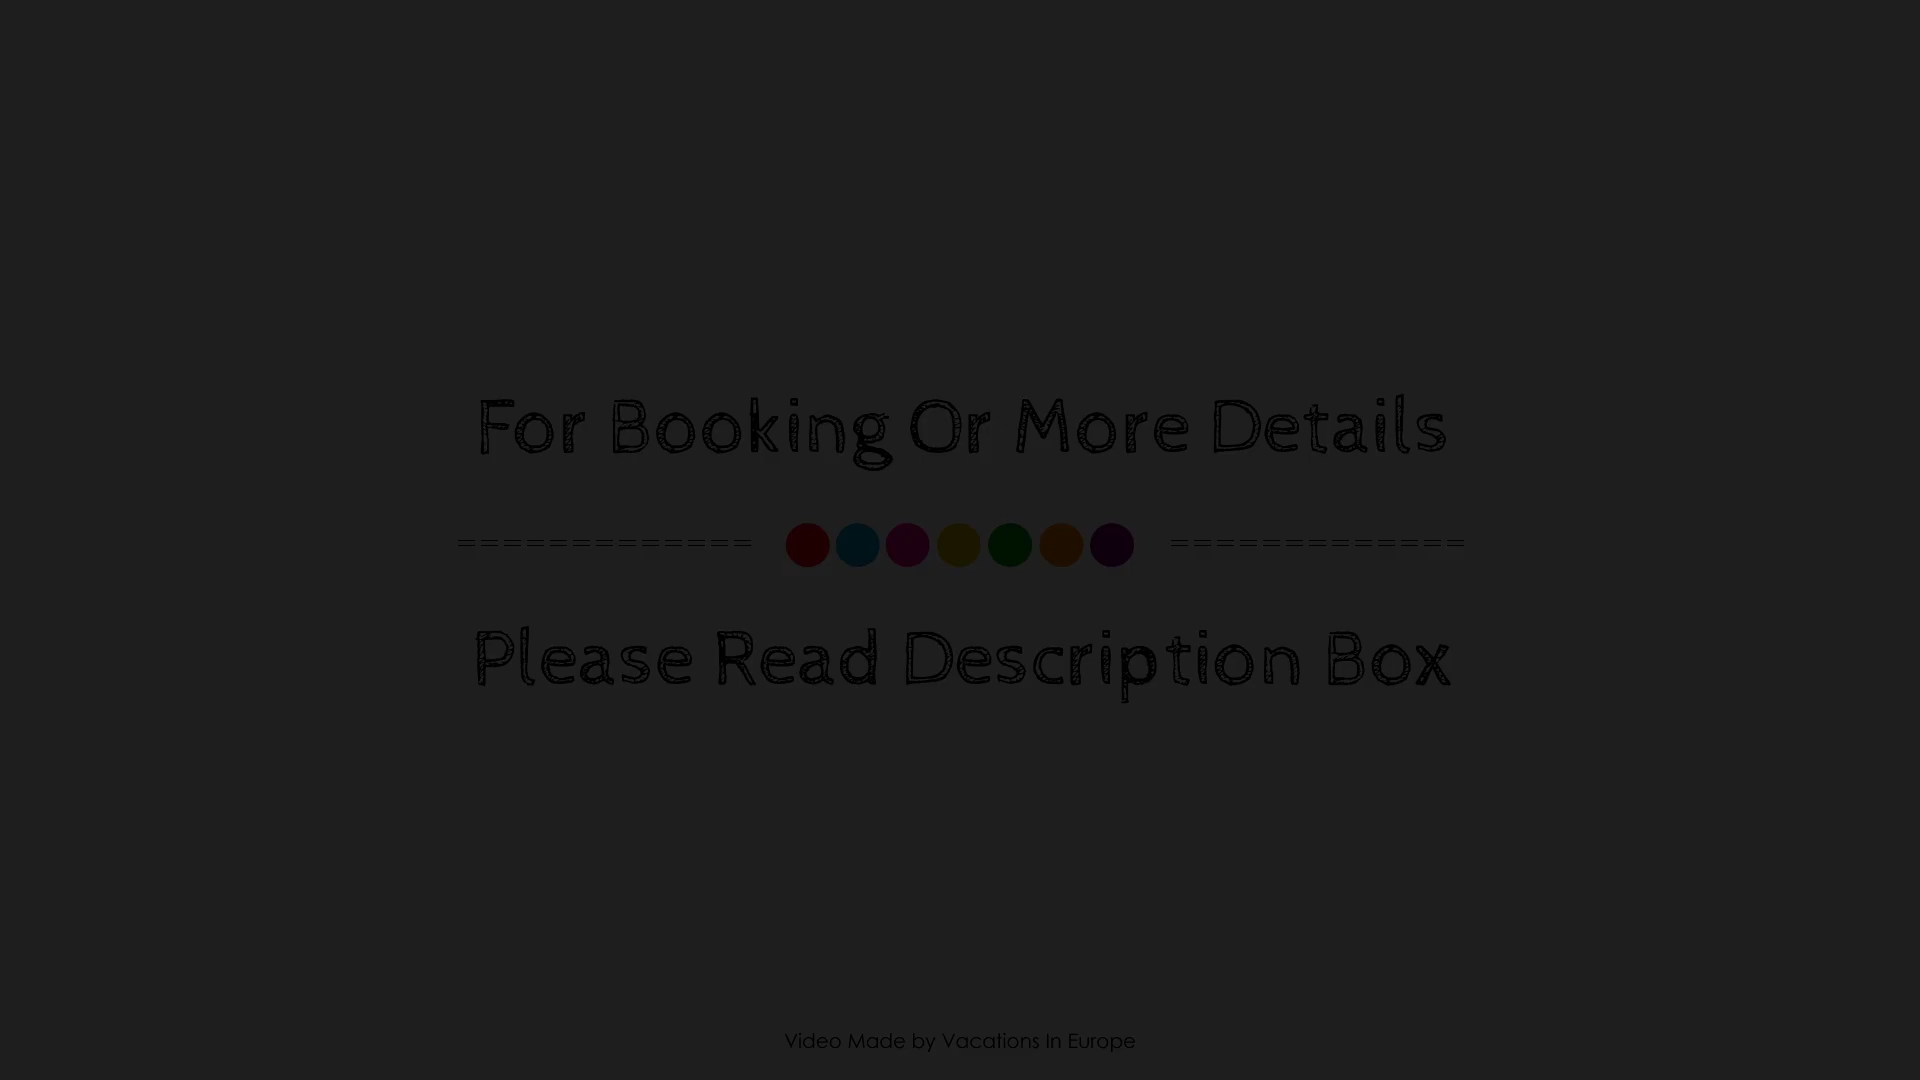 For Booking Or More Details
============= =============
Please Read Description Box
Video Made by Vacations In Europe